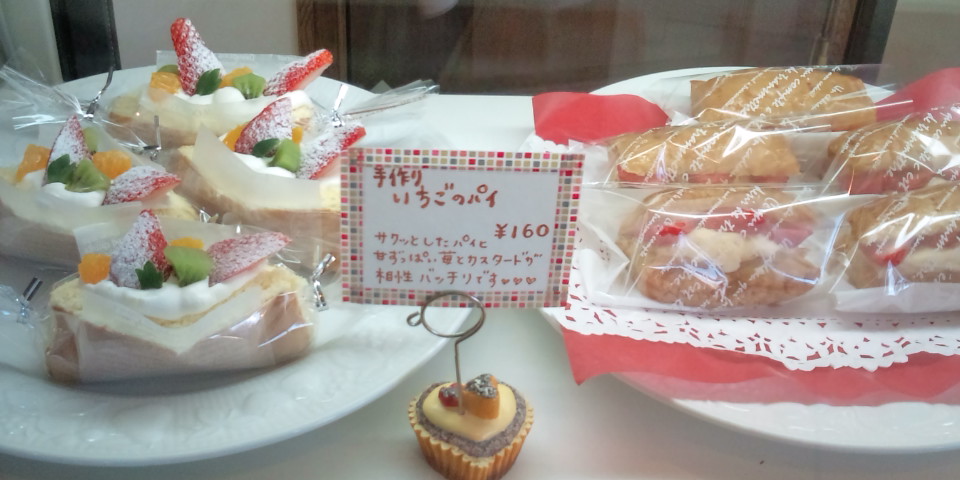 手作り
いちごのパイ
¥160
サクッとしたパイに
甘ずっぱい苺とカスタードが
相性バッチリです♡♡♡